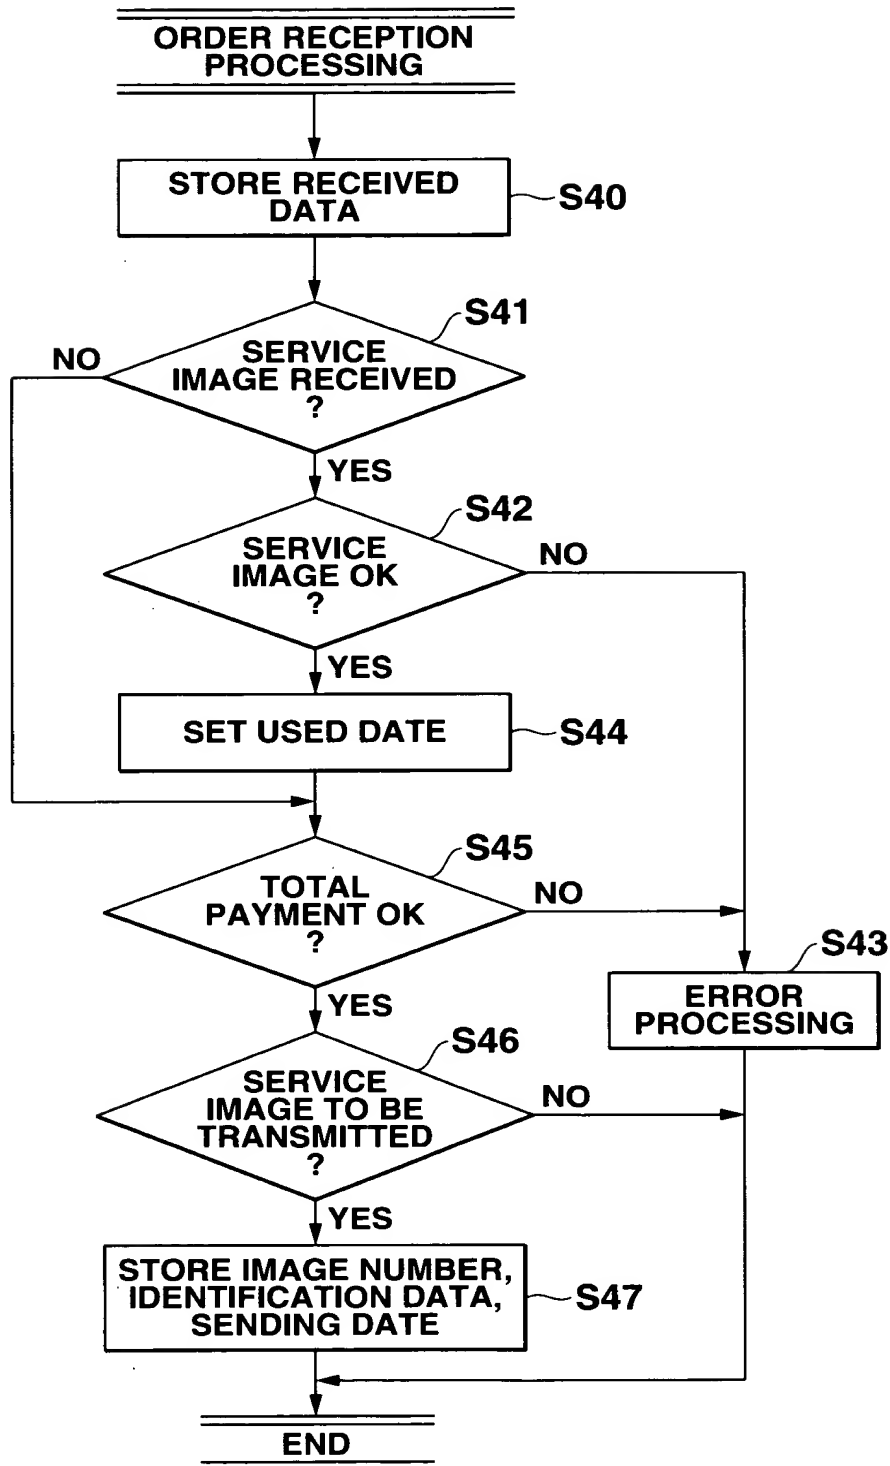 ORDER RECEPTION
PROCESSING
STORE RECEIVED
DATA
S40
S41
SERVICE
IMAGE RECEIVED
?
NO
YES
S42
SERVICE
IMAGE OK
?
NO
YES
SET USED DATE
S44
S45
TOTAL
PAYMENT OK
?
NO
YES
S43
ERROR
PROCESSING
S46
SERVICE
IMAGE TO BE
TRANSMITTED
?
NO
YES
STORE IMAGE NUMBER,
IDENTIFICATION DATA,
SENDING DATE
S47
END